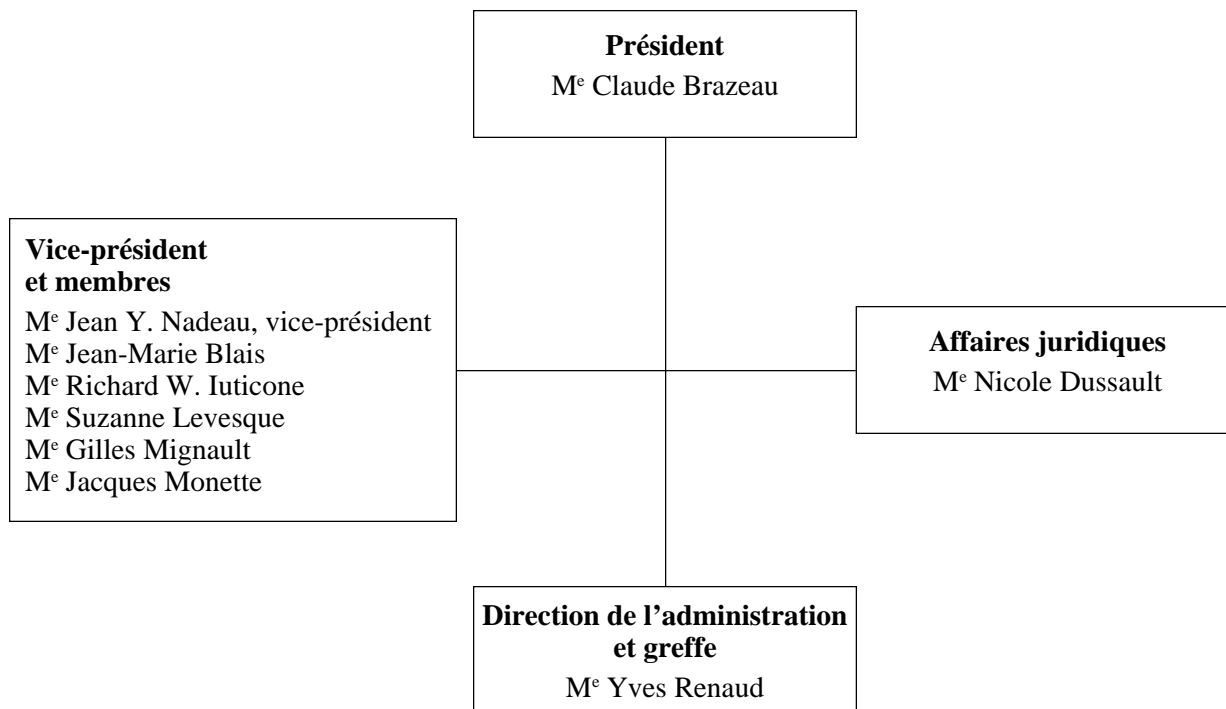 Président
Mᵉ Claude Brazeau
Vice-président
et membres
Mᵉ Jean Y. Nadeau, vice-président
Mᵉ Jean-Marie Blais
Mᵉ Richard W. Iuticone
Mᵉ Suzanne Levesque
Mᵉ Gilles Mignault
Mᵉ Jacques Monette
Affaires juridiques
Mᵉ Nicole Dussault
Direction de l’administration
et greffe
Mᵉ Yves Renaud